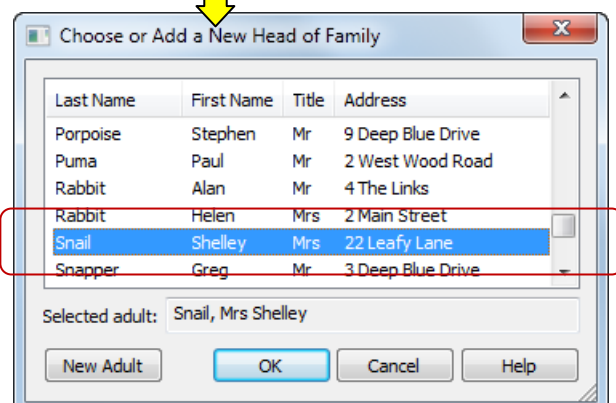 Choose or Add a New Head of Family
Last Name First Name Title Address
Porpoise Stephen Mr 9 Deep Blue Drive
Puma Paul Mr 2 West Wood Road
Rabbit Alan Mr 4 The Links
Rabbit Helen Mrs 2 Main Street
Snail Shelley Mrs 22 Leafy Lane
Snapper Greg Mr 3 Deep Blue Drive
Selected adult: Snail, Mrs Shelley
New Adult OK Cancel Help